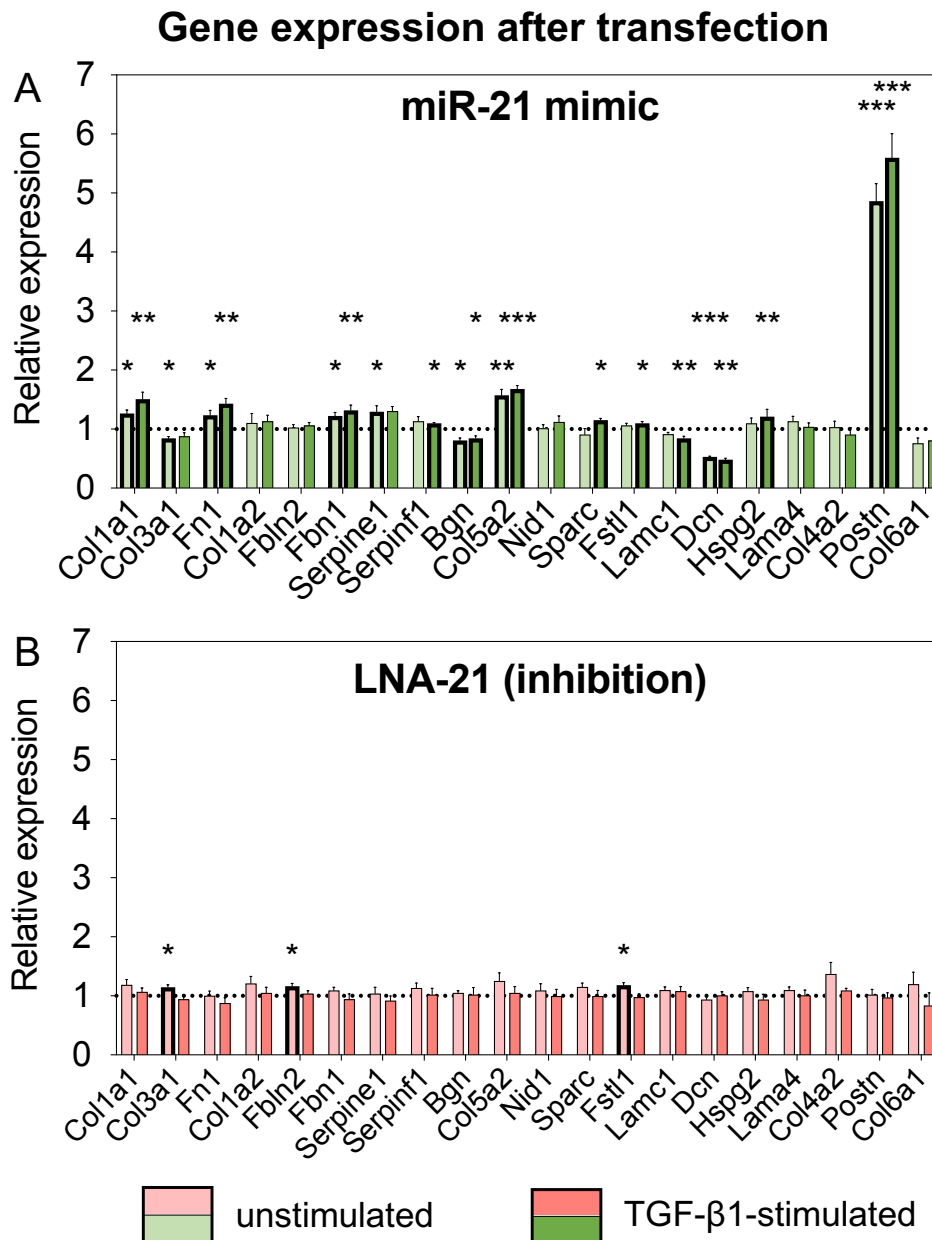 Gene expression after transfection
A
miR-21 mimic
Relative expression
7
6
5
4
3
2
1
0
*** ***
** ** ** * *** *** **
* * * * * * * ** * * ** **
Col1a1 Col3a1 Fn1 Col1a2 Fbln2 Fbn1 Serpine1 Serpinf1 Bgn Col5a2 Nid1 Sparc Fstl1 Lamc1 Dcn Hspg2 Lama4 Col4a2 Postn Col6a1
B
LNA-21 (inhibition)
Relative expression
7
6
5
4
3
2
1
0
* * *
Col1a1 Col3a1 Fn1 Col1a2 Fbln2 Fbn1 Serpine1 Serpinf1 Bgn Col5a2 Nid1 Sparc Fstl1 Lamc1 Dcn Hspg2 Lama4 Col4a2 Postn Col6a1
unstimulated
TGF-β1-stimulated